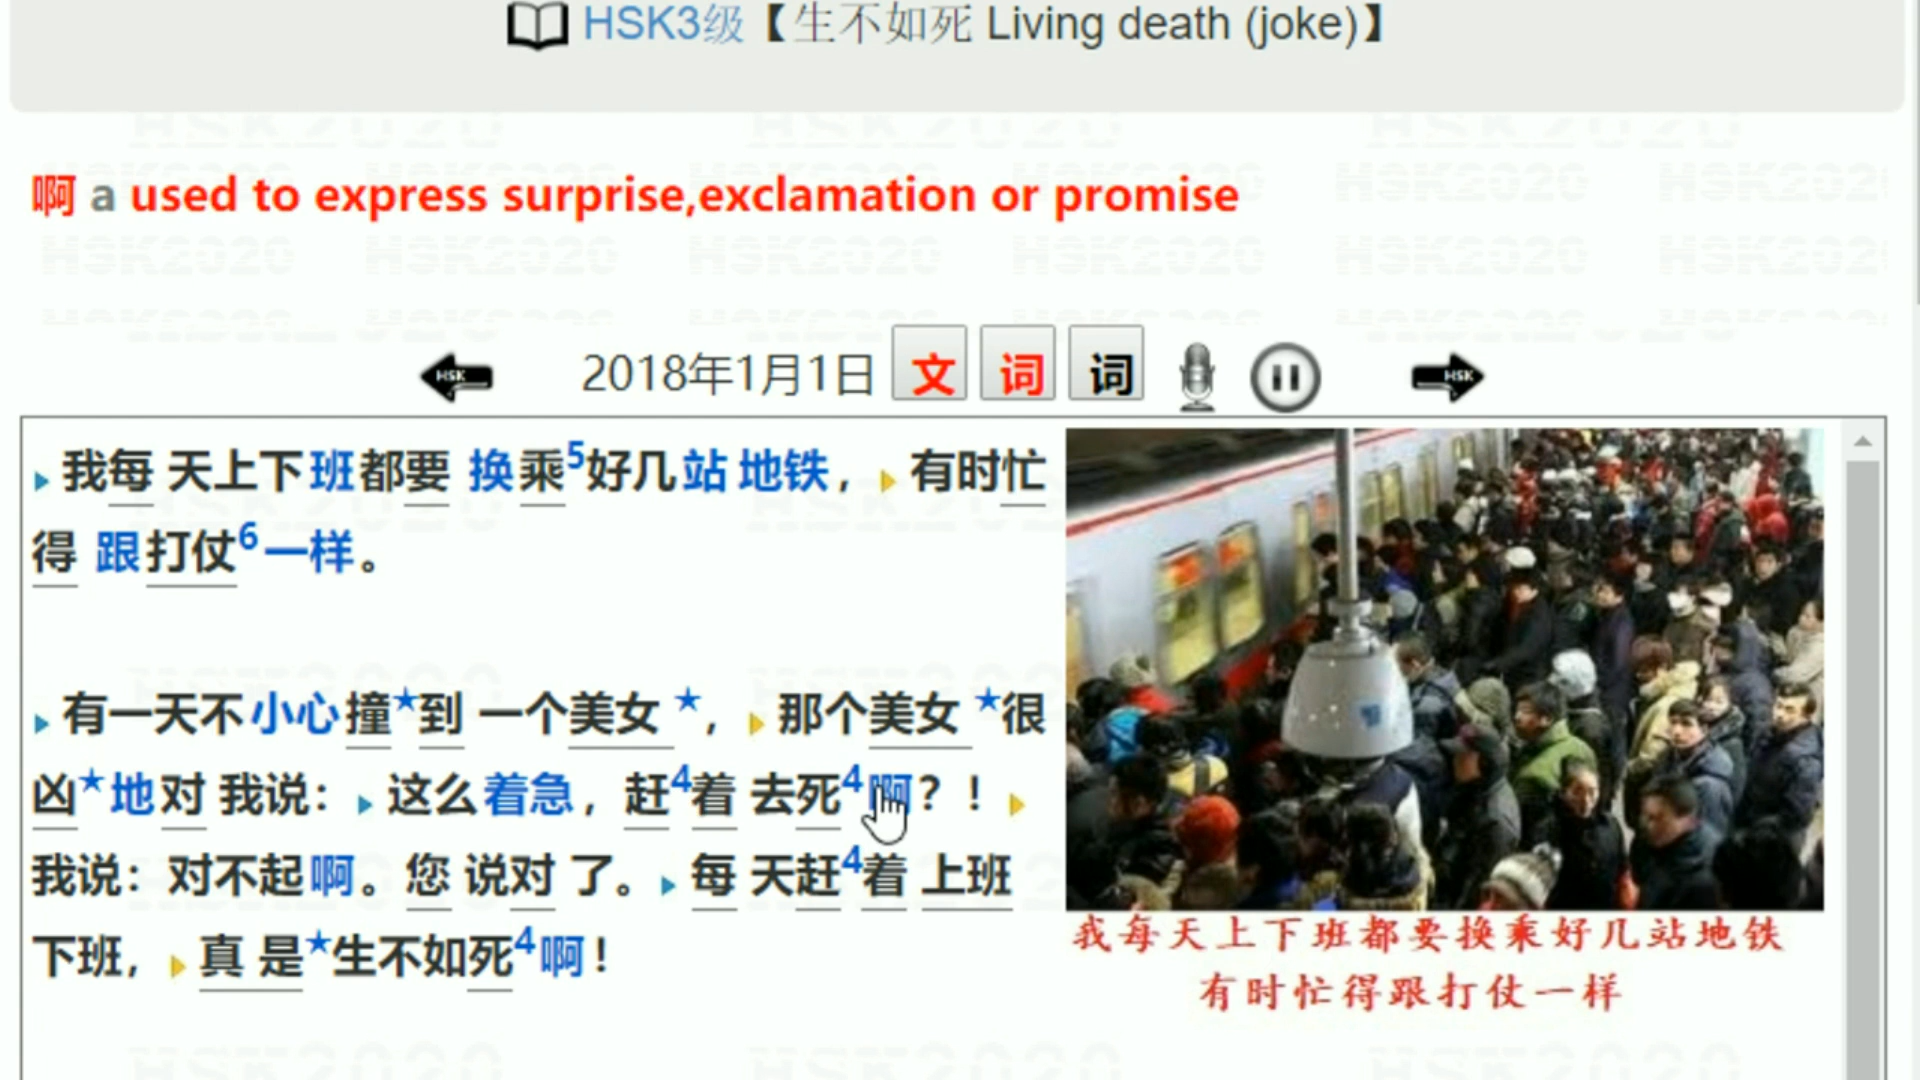 HSK3级【生不如死 Living death (joke)】
啊 a used to express surprise,exclamation or promise
HSK 2018年1月1日 文 词 词 HSK
我每 天上下班都要 换乘5好几站 地铁，有时忙
得 跟打仗6一样。
有一天不小心撞★到 一个美女 ★，那个美女 ★很
凶★地对 我说：这么着急，赶4着 去死4啊？！
我说：对不起啊。您 说对 了。每 天赶4着 上班
下班，真 是★生不如死4啊！
我每天上下班都要换乘好几站地铁
有时忙得跟打仗一样
HSK2020